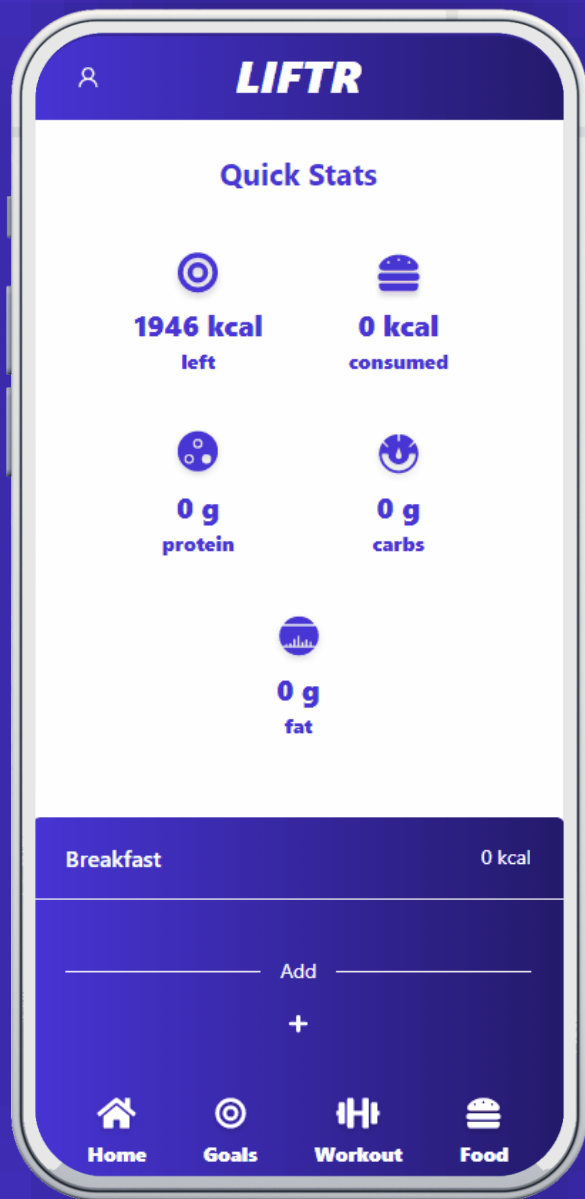 LIFTR
Quick Stats
1946 kcal
left
0 kcal
consumed
0 g
protein
0 g
carbs
0 g
fat
Breakfast
0 kcal
Add
+
Home
Goals
Workout
Food